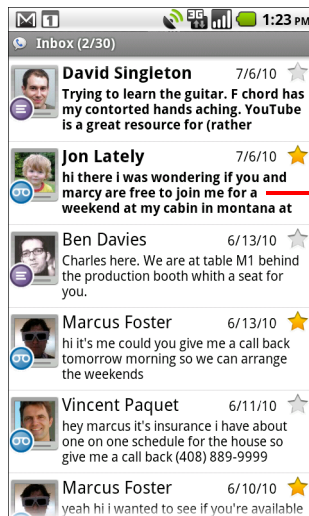 1
3G
1:23 PM
Inbox (2/30)
David Singleton 7/6/10
Trying to learn the guitar. F chord has
my contorted hands aching. YouTube
is a great resource for (rather
Jon Lately 7/6/10
hi there i was wondering if you and
marcy are free to join me for a
weekend at my cabin in montana at
Ben Davies 6/13/10
Charles here. We are at table M1 behind
the production booth whith a seat for
you.
Marcus Foster 6/13/10
hi it's me could you give me a call back
tomorrow morning so we can arrange
the weekends
Vincent Paquet 6/11/10
hey marcus it's insurance i have about
one on one schedule for the house so
give me a call back (408) 889-9999
Marcus Foster 6/10/10
yeah hi i wanted to see if you're available